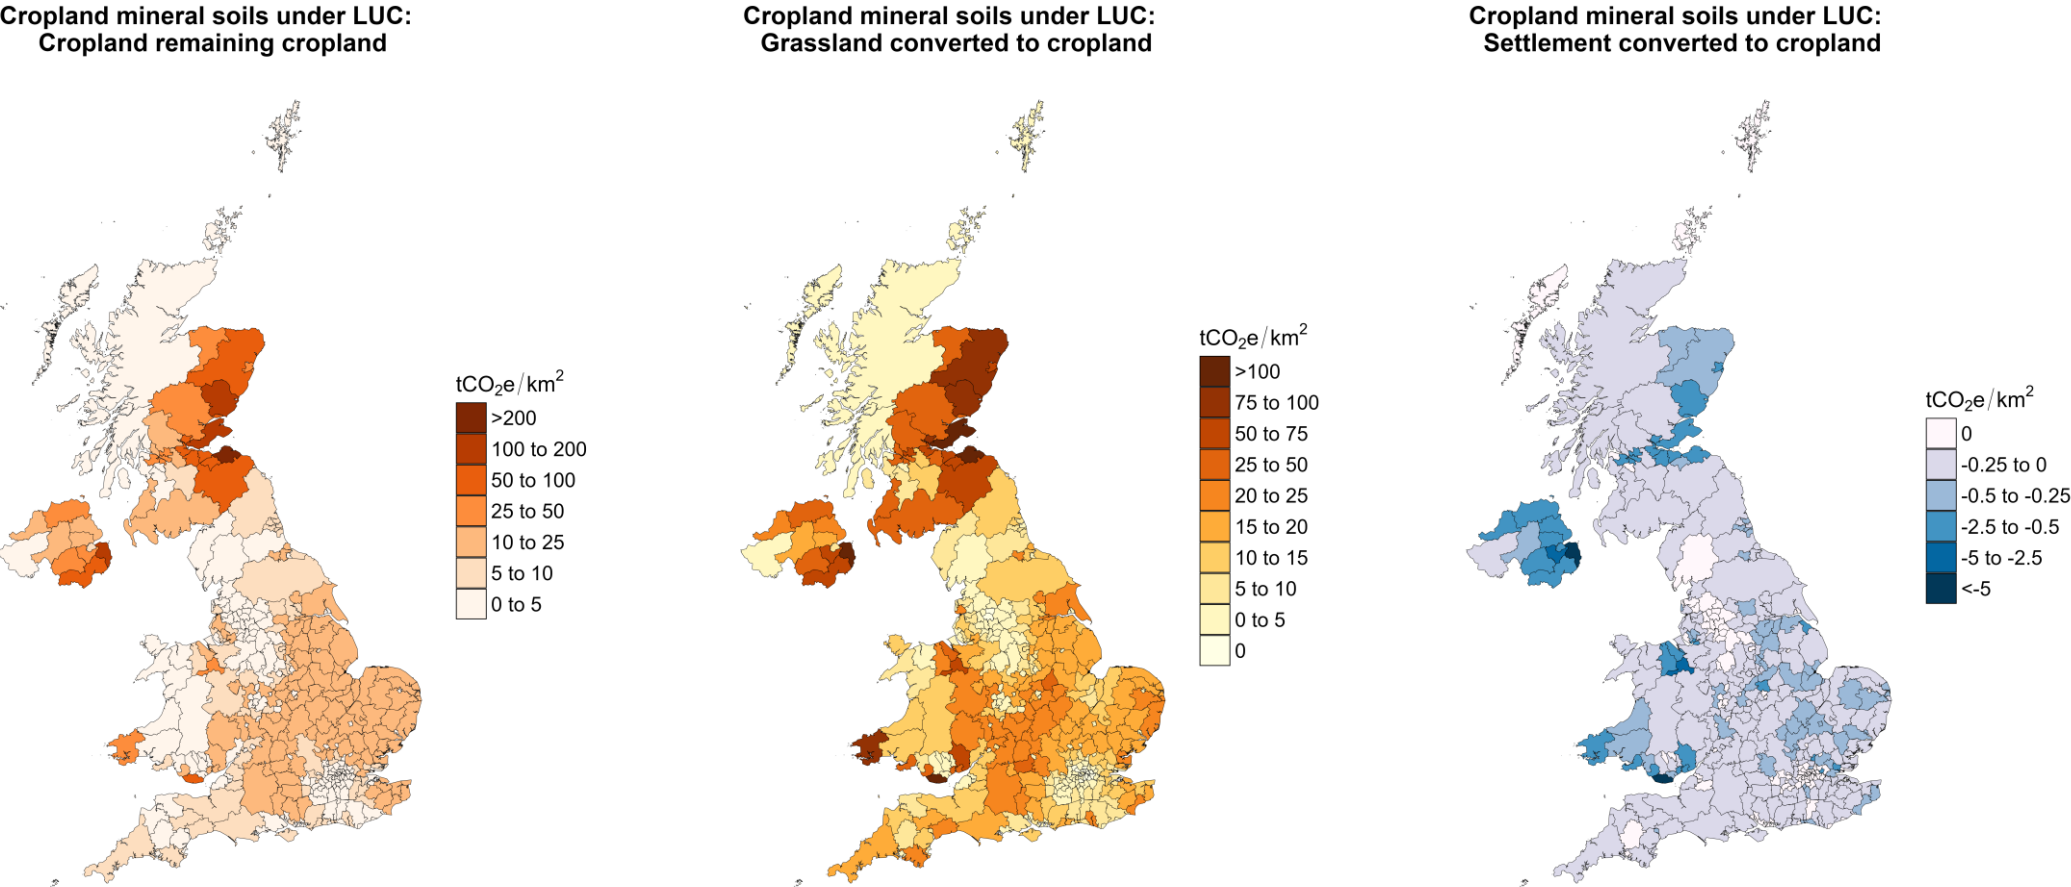 Cropland mineral soils under LUC:
Cropland remaining cropland
tCO₂e/km²
>200
100 to 200
50 to 100
25 to 50
10 to 25
5 to 10
0 to 5
Cropland mineral soils under LUC:
Grassland converted to cropland
tCO₂e/km²
>100
75 to 100
50 to 75
25 to 50
20 to 25
15 to 20
10 to 15
5 to 10
0 to 5
0
Cropland mineral soils under LUC:
Settlement converted to cropland
tCO₂e/km²
0
-0.25 to 0
-0.5 to -0.25
-2.5 to -0.5
-5 to -2.5
<-5